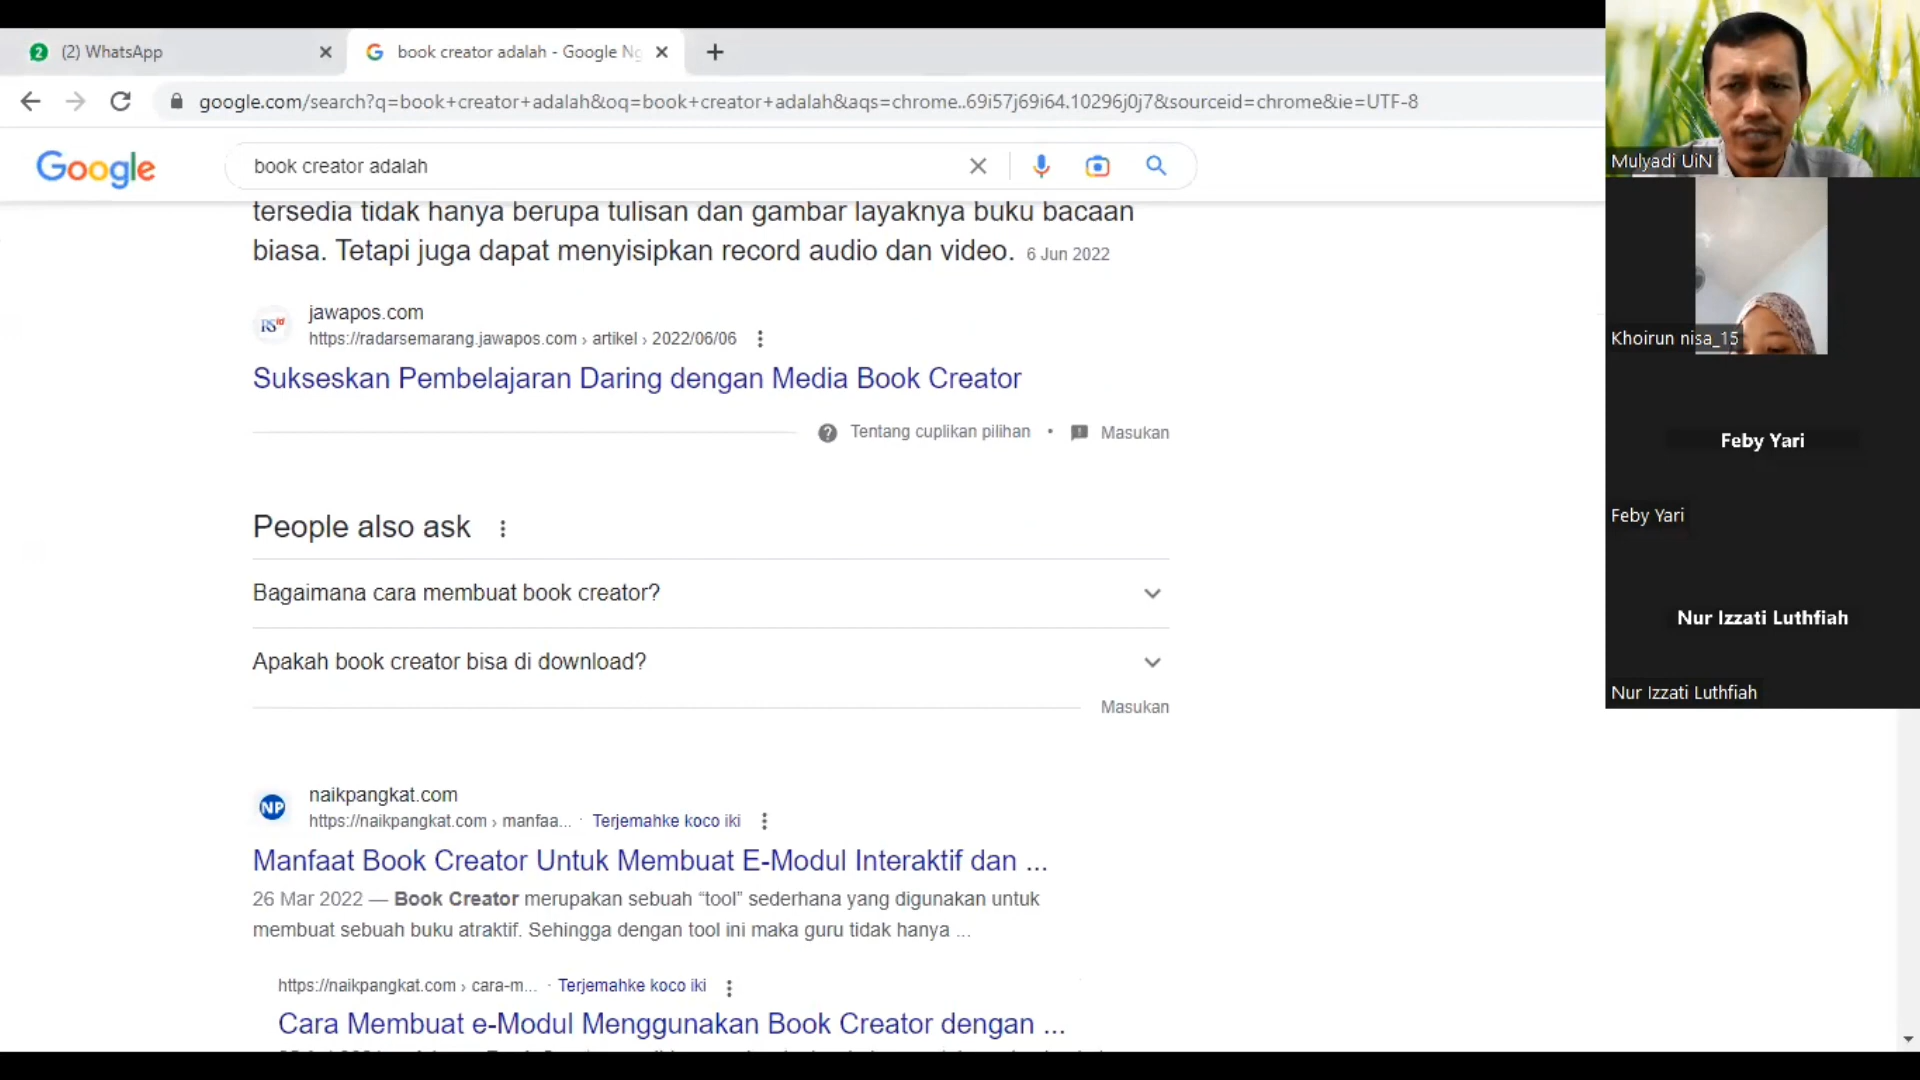 2 (2) WhatsApp
book creator adalah - Google
google.com/search?q=book+creator+adalah&oq=book+creator+adalah&aqs=chrome..69i57j69i64.10296j0j7&sourceid=chrome&ie=UTF-8
Google
book creator adalah
tersedia tidak hanya berupa tulisan dan gambar layaknya buku bacaan
biasa. Tetapi juga dapat menyisipkan record audio dan video. 6 Jun 2022
RSid
jawapos.com
https://radarsemarang.jawapos.com › artikel › 2022/06/06
Sukseskan Pembelajaran Daring dengan Media Book Creator
Tentang cuplikan pilihan • Masukan
People also ask
Bagaimana cara membuat book creator?
Apakah book creator bisa di download?
Masukan
NP
naikpangkat.com
https://naikpangkat.com › manfaa... · Terjemahke koco iki
Manfaat Book Creator Untuk Membuat E-Modul Interaktif dan ...
26 Mar 2022 — Book Creator merupakan sebuah “tool” sederhana yang digunakan untuk
membuat sebuah buku atraktif. Sehingga dengan tool ini maka guru tidak hanya ...
https://naikpangkat.com › cara-m... · Terjemahke koco iki
Cara Membuat e-Modul Menggunakan Book Creator dengan ...
Mulyadi UiN
Khoirun nisa_15
Feby Yari
Feby Yari
Nur Izzati Luthfiah
Nur Izzati Luthfiah